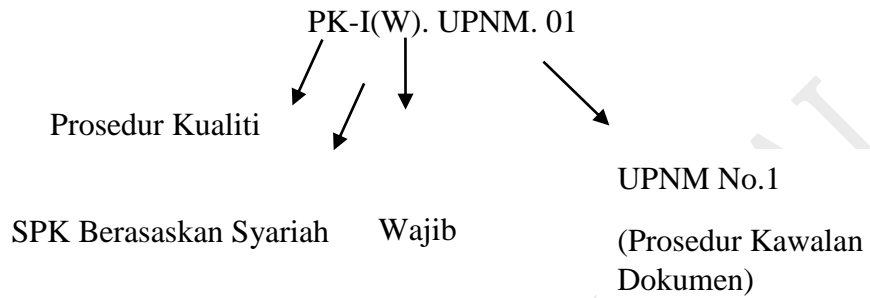 PK-I(W). UPNM. 01
Prosedur Kualiti
UPNM No.1
SPK Berasaskan Syariah
Wajib
(Prosedur Kawalan
Dokumen)